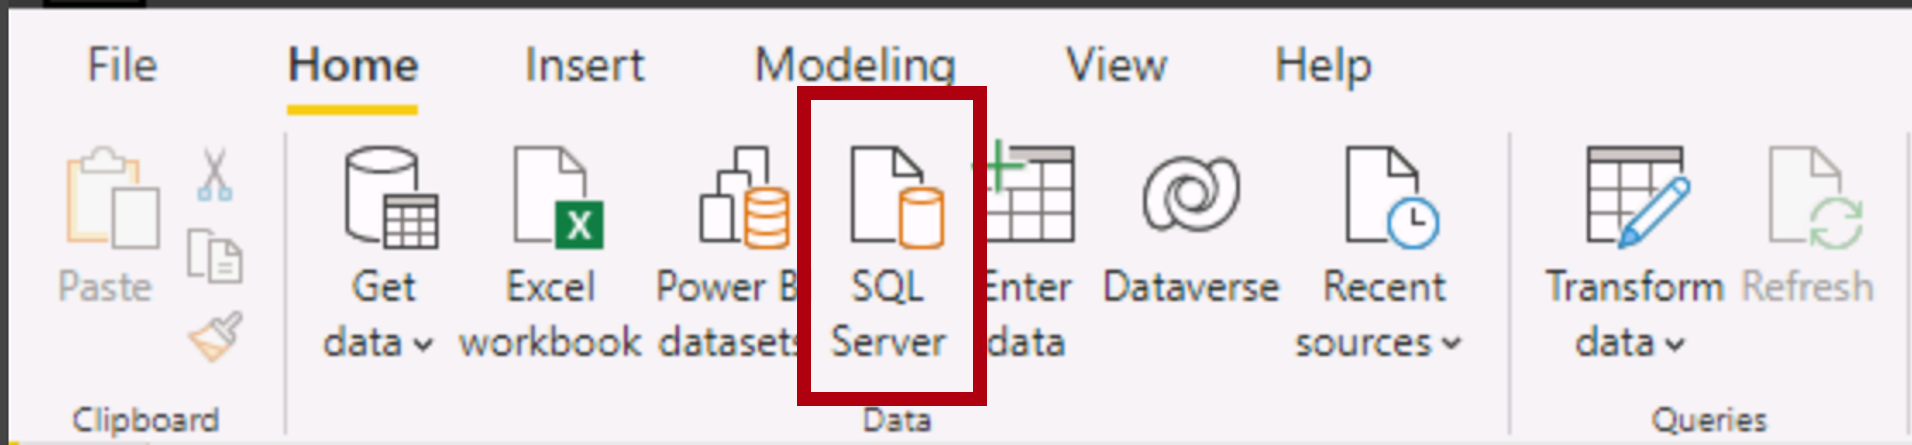 File Home Insert Modeling View Help
Paste
Get data
Excel workbook
Power B
datasets
SQL Server
Enter data
Dataverse
Recent sources
Transform data
Refresh
Clipboard
Data
Queries